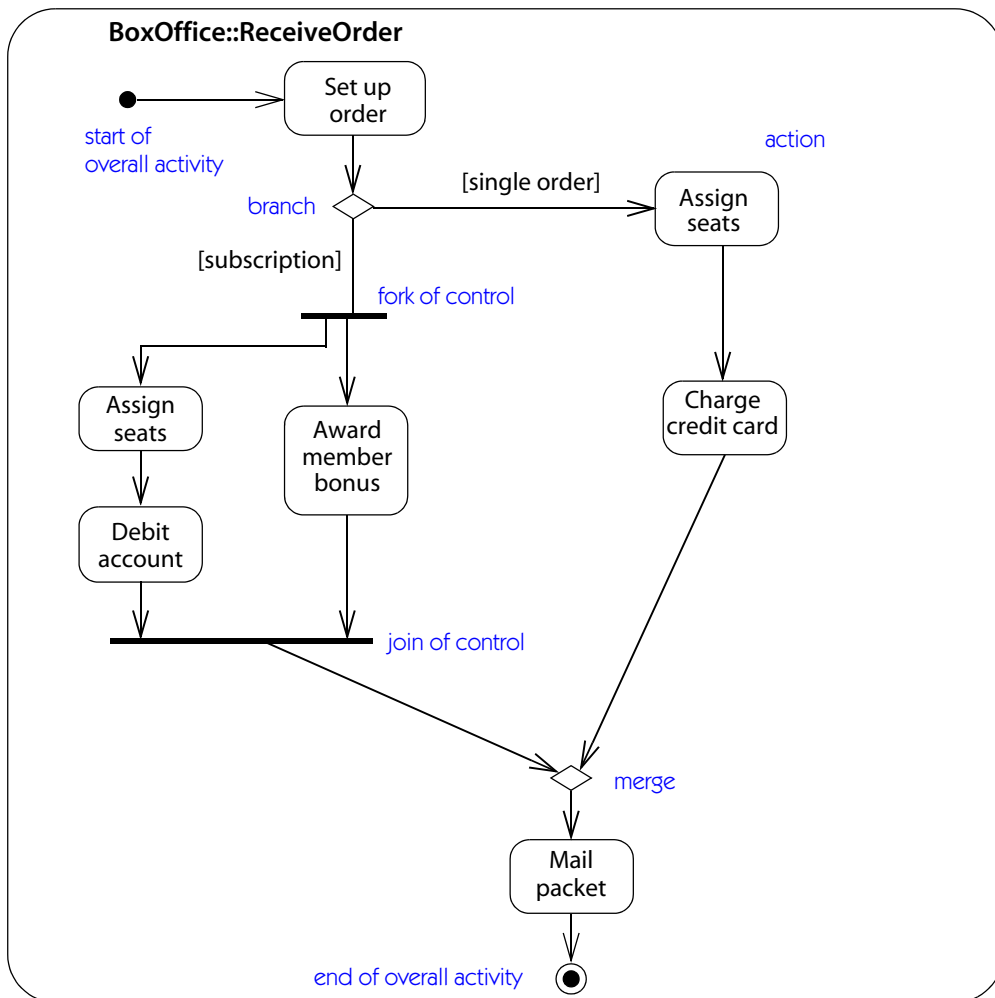 BoxOffice::ReceiveOrder
Set up
order
start of
overall activity
action
branch
[single order]
Assign
seats
[subscription]
fork of control
Assign
seats
Award
member
bonus
Charge
credit card
Debit
account
join of control
merge
Mail
packet
end of overall activity